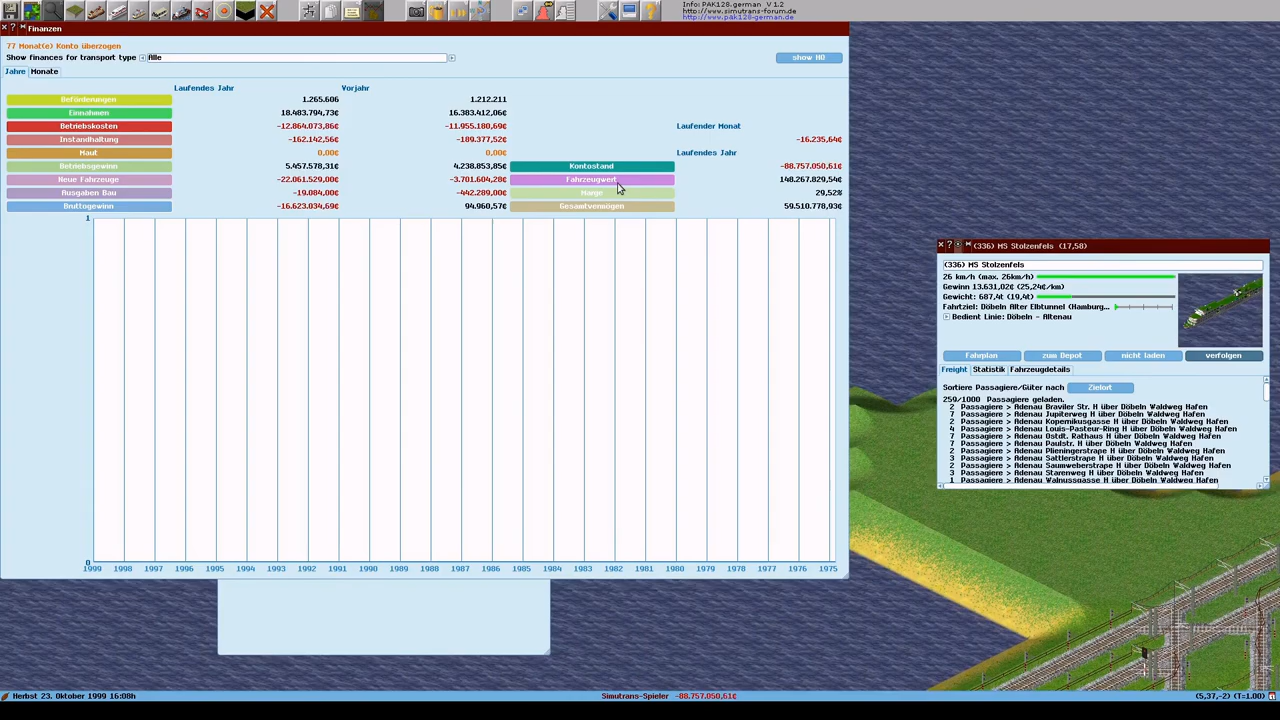 Info: PAK128.german  V 1.2
http://www.simutrans-forum.de
http://www.pak128-german.de
Finanzen
77 Monat(e) Konto überzogen
Show finances for transport type Alle show HQ
Jahre Monate
Laufendes Jahr Vorjahr
Beförderungen 1.265.606 1.212.211
Einnahmen 18.483.794,73¢ 16.383.412,06¢
Betriebskosten -12.864.073,86¢ -11.955.180,69¢ Laufender Monat
Instandhaltung -162.142,56¢ -189.377,52¢ -16.235,64¢
Maut 0,00¢ 0,00¢ Laufendes Jahr
Betriebsgewinn 5.457.578,31¢ 4.238.853,85¢ Kontostand -88.757.050,61¢
Neue Fahrzeuge -22.061.529,00¢ -3.701.604,28¢ Fahrzeugwert 148.267.829,54¢
Ausgaben Bau -19.084,00¢ -442.289,00¢ Marge 29,52%
Bruttogewinn -16.623.034,69¢ 94.960,57¢ Gesamtvermögen 59.510.778,93¢
1
0
1999 1998 1997 1996 1995 1994 1993 1992 1991 1990 1989 1988 1987 1986 1985 1984 1983 1982 1981 1980 1979 1978 1977 1976 1975
(336) MS Stolzenfels (17,58)
(336) MS Stolzenfels
26 km/h (max. 26km/h)
Gewinn 13.631,02¢ (25,24¢/km)
Gewicht: 687,4t (19,4t)
Fahrtziel: Döbeln Alter Elbtunnel (Hamburg...
Bedient Linie: Döbeln - Altenau
Fahrplan zum Depot nicht laden verfolgen
Freight Statistik Fahrzeugdetails
Sortiere Passagiere/Güter nach Zielort
259/1000 Passagiere geladen.
2 Passagiere > Adenau Braviler Str. H über Döbeln Waldweg Hafen
7 Passagiere > Adenau Jupiterweg H über Döbeln Waldweg Hafen
2 Passagiere > Adenau Kopernikusgasse H über Döbeln Waldweg Hafen
4 Passagiere > Adenau Louis-Pasteur-Ring H über Döbeln Waldweg Hafen
7 Passagiere > Adenau Ostdt. Rathaus H über Döbeln Waldweg Hafen
7 Passagiere > Adenau Paulstr. H über Döbeln Waldweg Hafen
2 Passagiere > Adenau Plieningerstrape H über Döbeln Waldweg Hafen
3 Passagiere > Adenau Sattlerstrape H über Döbeln Waldweg Hafen
2 Passagiere > Adenau Saumweberstrape H über Döbeln Waldweg Hafen
3 Passagiere > Adenau Starenweg H über Döbeln Waldweg Hafen
1 Passagiere > Adenau Walnussgasse H über Döbeln Waldweg Hafen
Herbst 23. Oktober 1999 16:08h Simutrans-Spieler -88.757.050,61¢ (5,37,-2) (T=1.00)